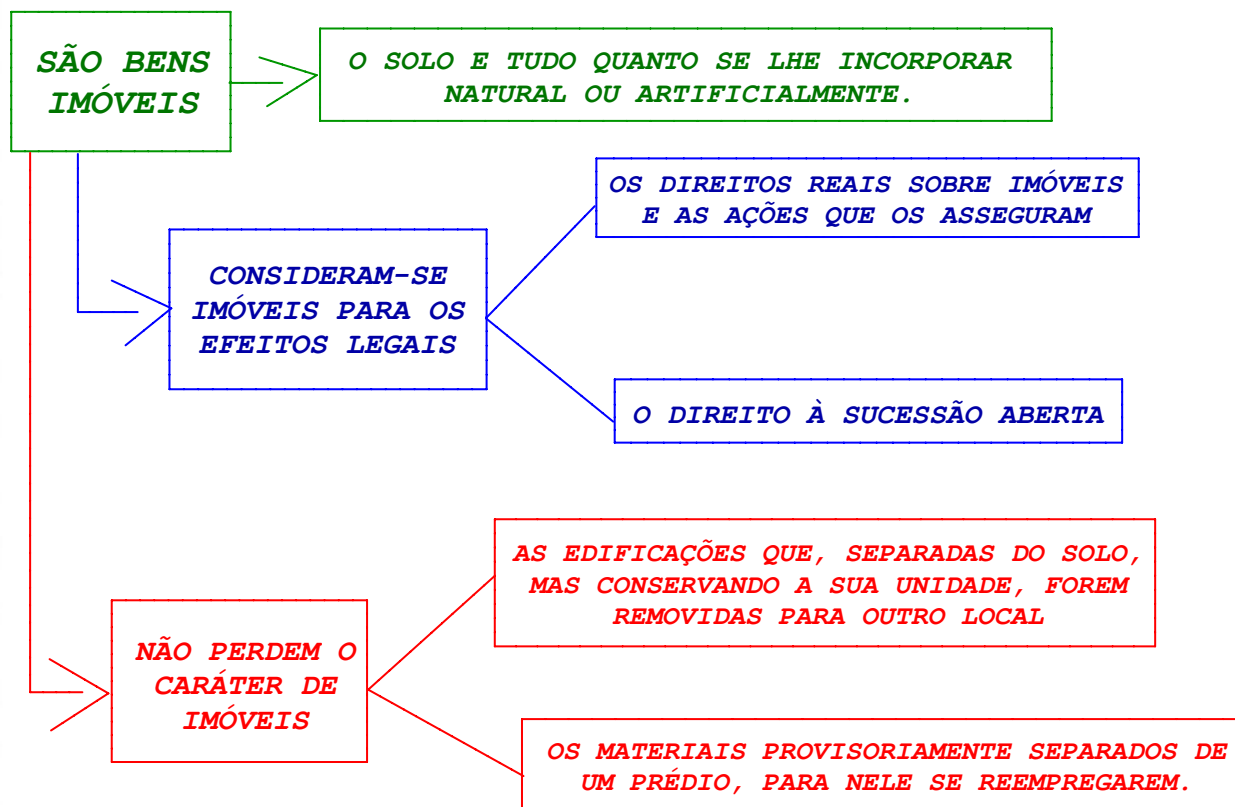 SÃO BENS
IMÓVEIS
O SOLO E TUDO QUANTO SE LHE INCORPORAR
NATURAL OU ARTIFICIALMENTE.
OS DIREITOS REAIS SOBRE IMÓVEIS
E AS AÇÕES QUE OS ASSEGURAM
CONSIDERAM-SE
IMÓVEIS PARA OS
EFEITOS LEGAIS
O DIREITO À SUCESSÃO ABERTA
AS EDIFICAÇÕES QUE, SEPARADAS DO SOLO,
MAS CONSERVANDO A SUA UNIDADE, FOREM
REMOVIDAS PARA OUTRO LOCAL
NÃO PERDEM O
CARÁTER DE
IMÓVEIS
OS MATERIAIS PROVISORIAMENTE SEPARADOS DE
UM PRÉDIO, PARA NELE SE REEMPREGAREM.